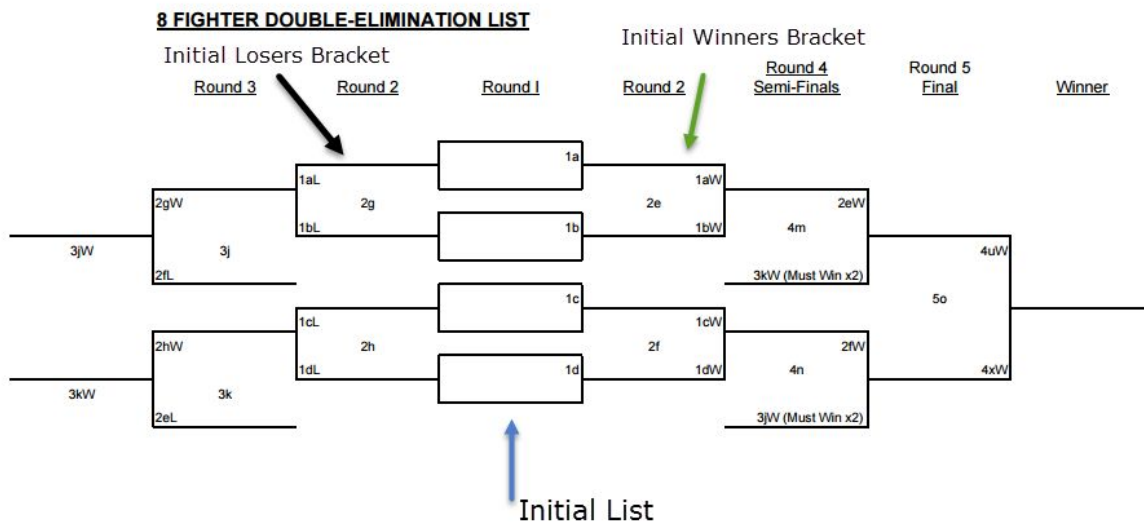 8 FIGHTER DOUBLE-ELIMINATION LIST
Initial Losers Bracket
Initial Winners Bracket
Round 3
Round 2
Round I
Round 2
Round 4
Semi-Finals
Round 5
Final
Winner
1a
1aL
1aW
2gW
2g
2e
2eW
1bL
1b
1bW
3jW
3j
4m
4uW
2fL
3kW (Must Win x2)
1c
5o
1cL
1cW
2hW
2h
2f
2fW
1dL
1d
1dW
3kW
3k
4n
4xW
2eL
3jW (Must Win x2)
Initial List